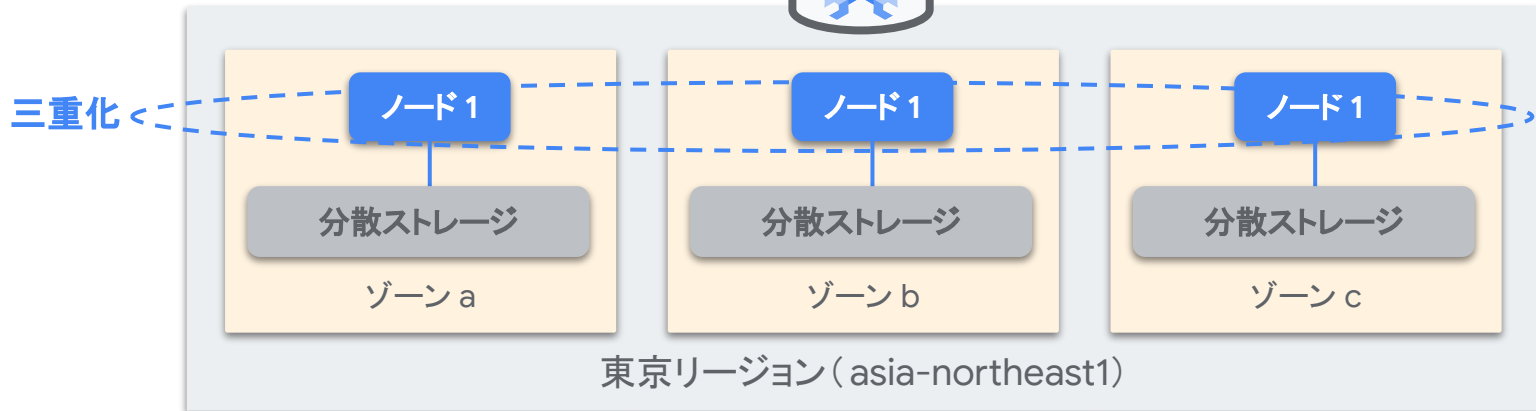 三重化
ノード 1
ノード 1
ノード 1
分散ストレージ
分散ストレージ
分散ストレージ
ゾーン a
ゾーン b
ゾーン c
東京リージョン（asia-northeast1）